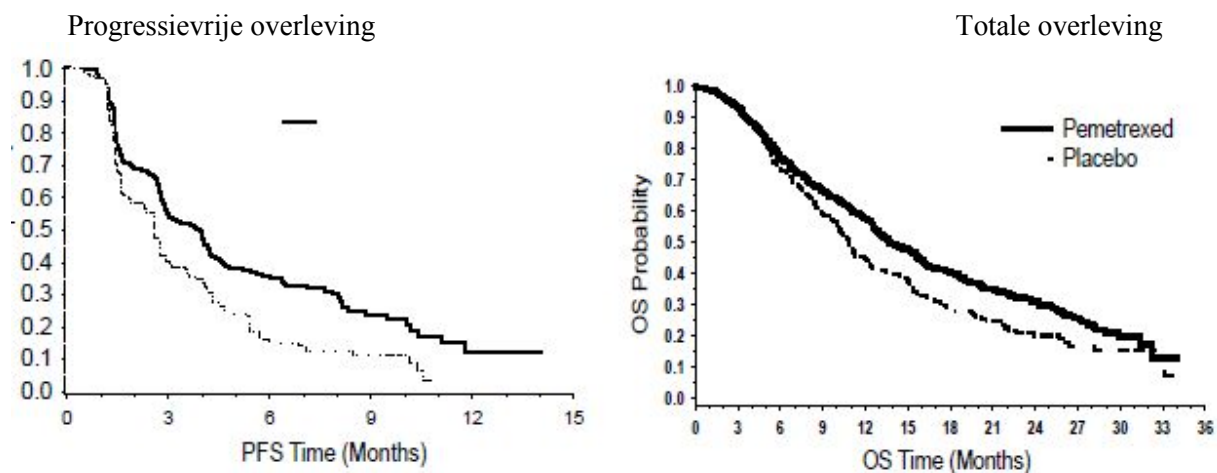 Progressievrije overleving
Totale overleving
1.0
0.9
0.8
0.7
0.6
0.5
0.4
0.3
0.2
0.1
0.0
0 3 6 9 12 15
PFS Time (Months)
OS Probability
1.0
0.9
0.8
0.7
0.6
0.5
0.4
0.3
0.2
0.1
0.0
Pemetrexed
Placebo
0 3 6 9 12 15 18 21 24 27 30 33 36
OS Time (Months)